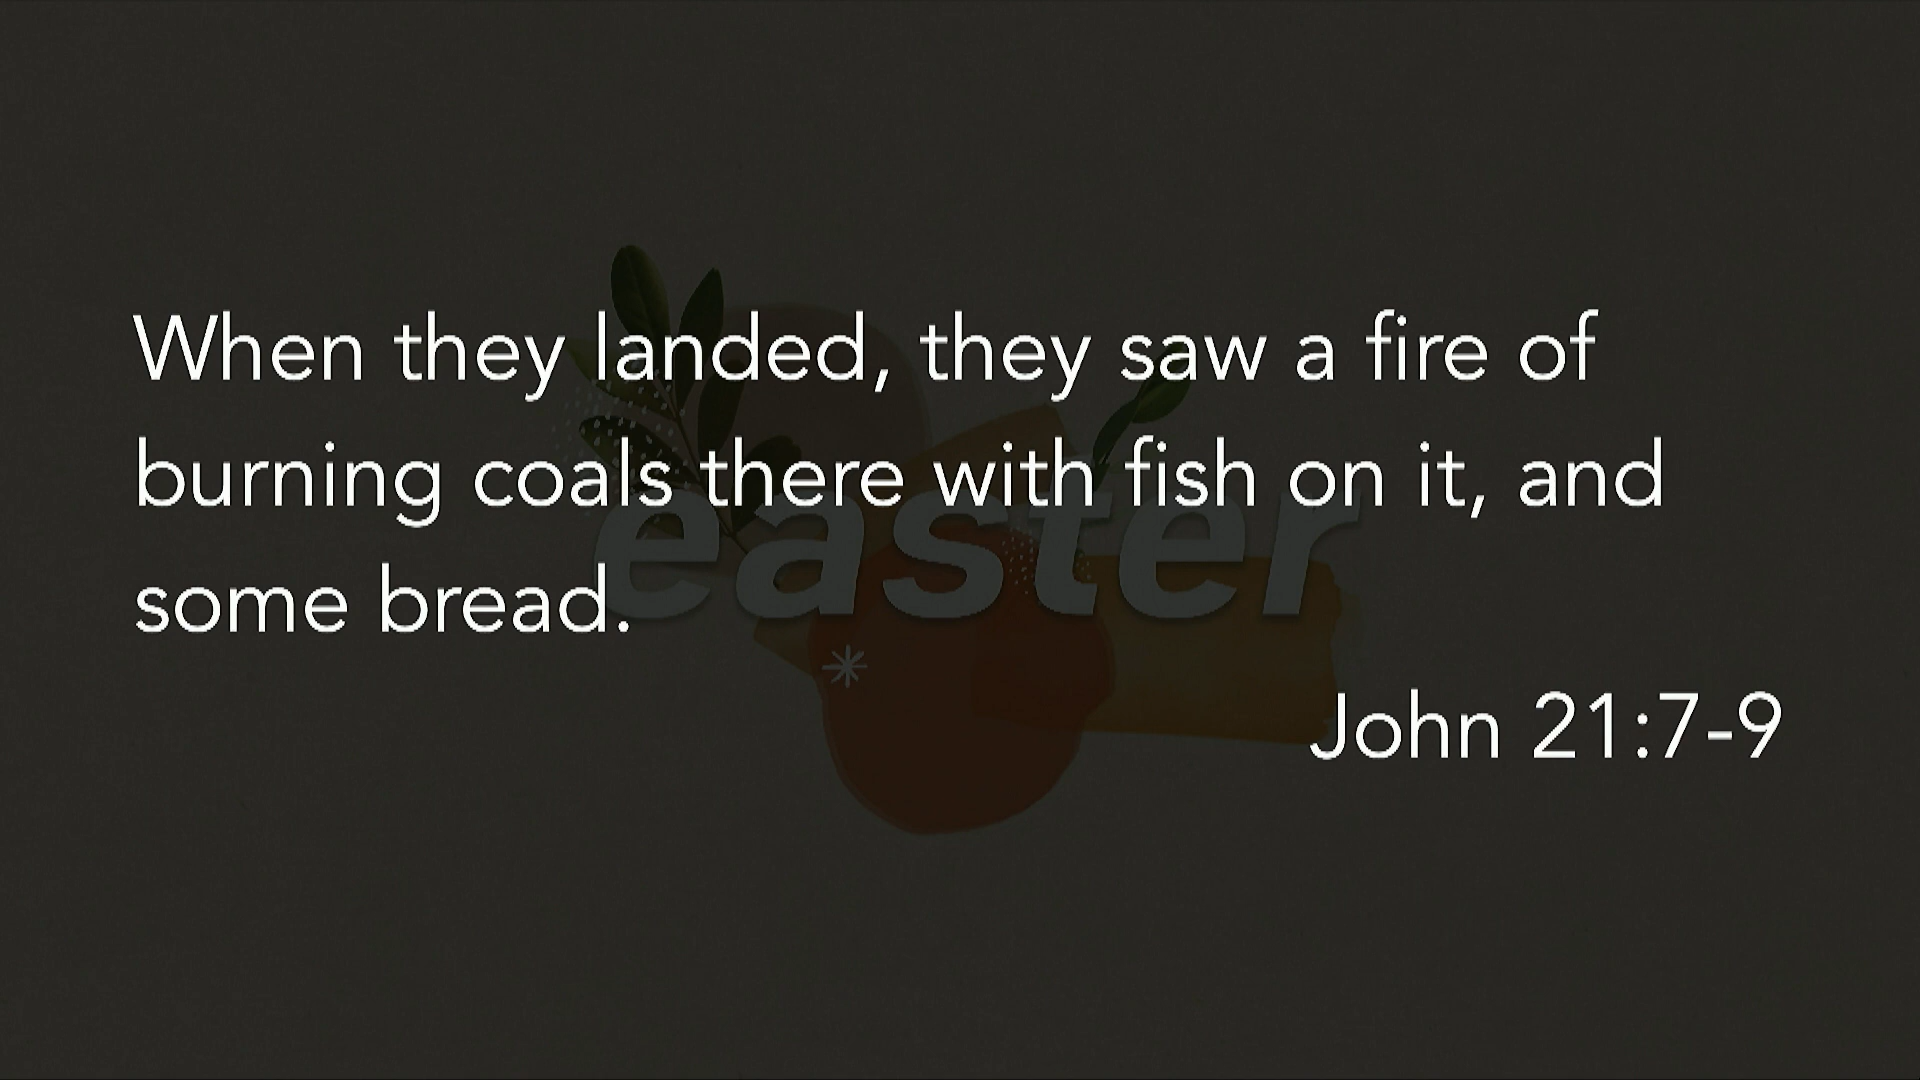 When they landed, they saw a fire of
burning coals there with fish on it, and
some bread.
easter
John 21:7-9